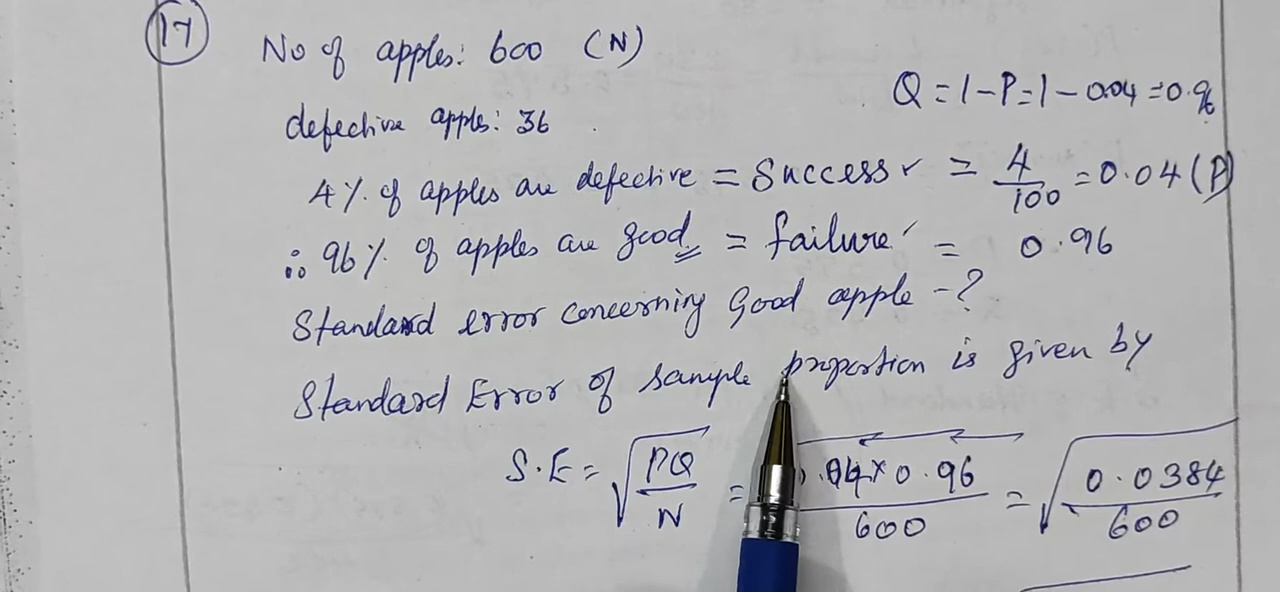 17
No of apples: 600 (N)
Q = 1 - P = 1 - 0.04 = 0.96
defective apples: 36
4% of apples are defective = Success = 4/100 = 0.04 (P)
∴ 96% of apples are good = failure = 0.96
Standard error concerning Good apple - ?
Standard Error of sample proportion is given by
S.E = √PQ/N = .04 × 0.96/600 = √0.0384/600